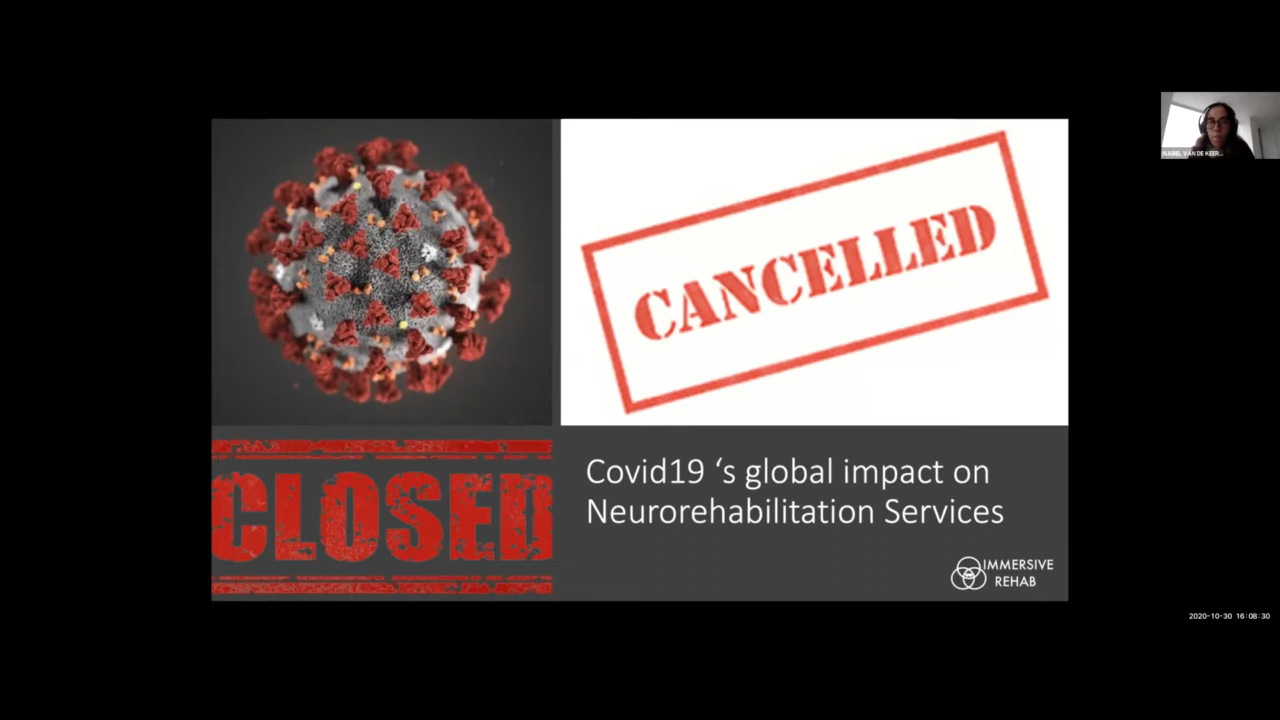 ISABEL VAN DE KEER...
CANCELLED
CLOSED
Covid19 ‘s global impact on
Neurorehabilitation Services
IMMERSIVE
REHAB
2020-10-30 16:08:30